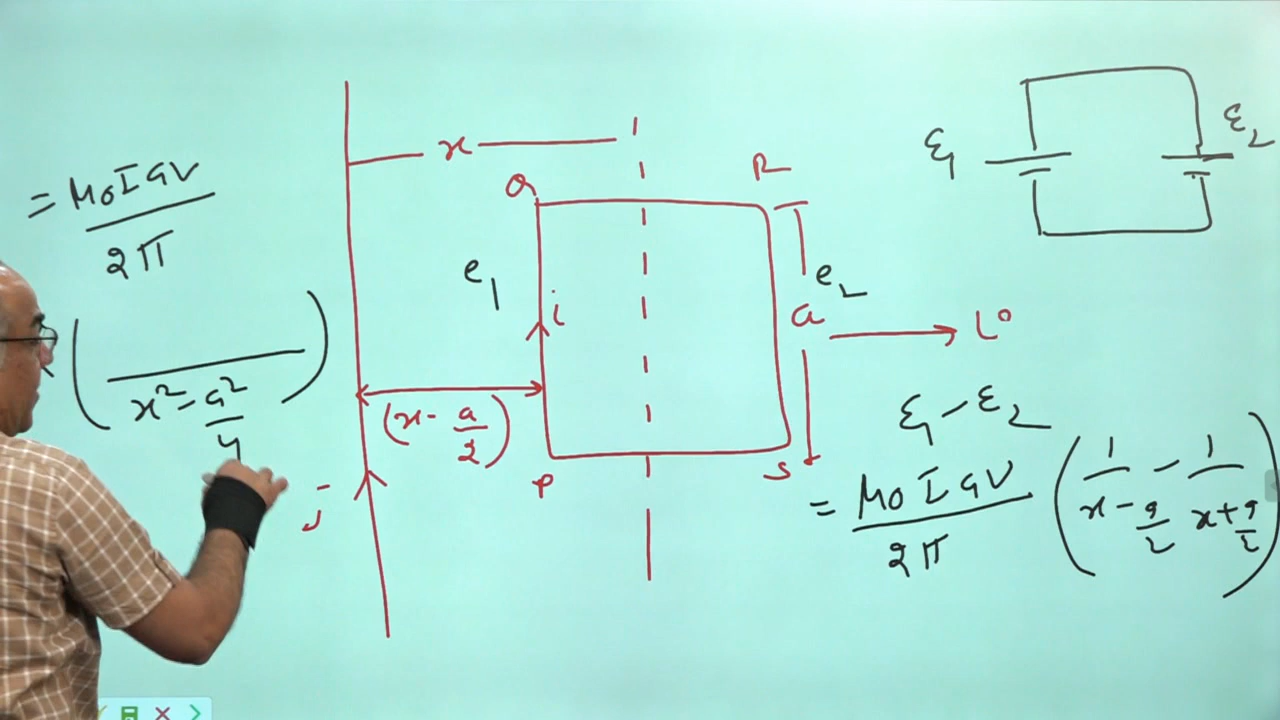 = μ0IaV
2π
(
x² - a²
4
)
x
Q
R
e1
i
e2
a
(x - a
2)
P
S
ε1
ε2
ε1 - ε2
= μ0IaV
2π
(1
x - a
2
- 1
x + a
2)